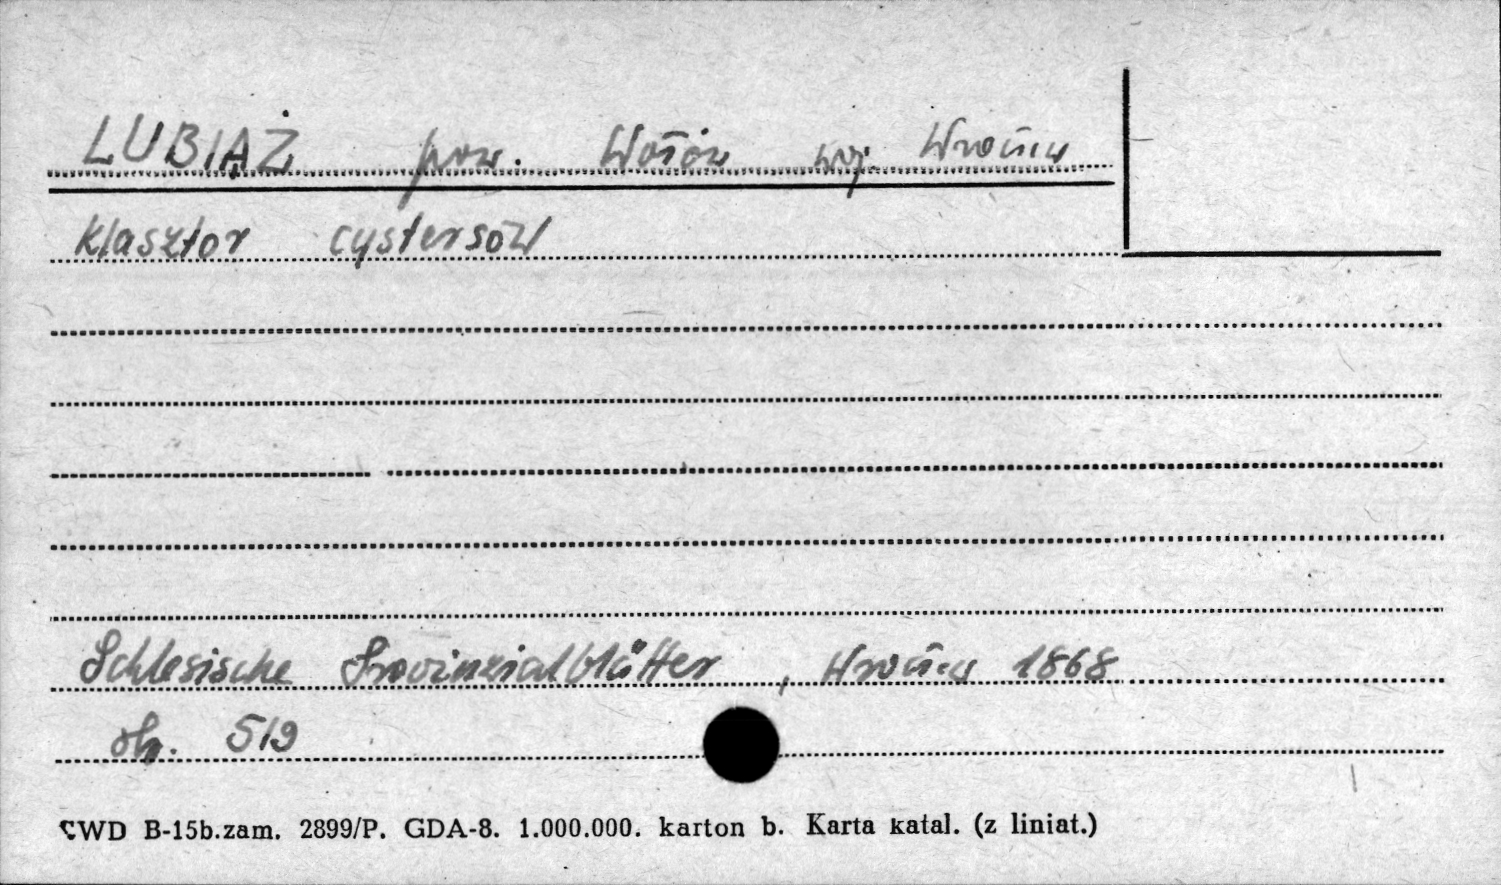 LUBIĄŻ pow. Wołów woj. Wrocław
Klasztor cystersów
Schlesische Provinzialblätter, Wrocław 1868
str. 519
CWD B-15b.zam. 2899/P. GDA-8. 1.000.000. karton b. Karta katal. (z liniat.)